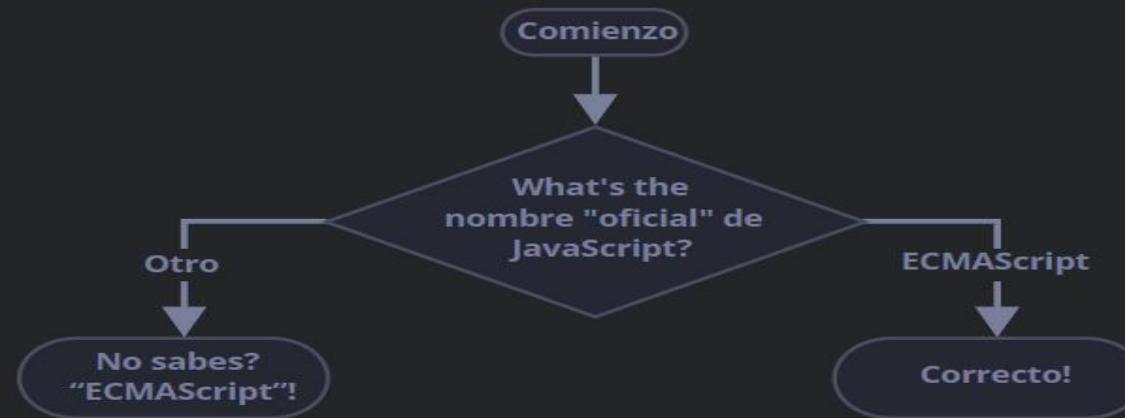 Comienzo
What's the
nombre "oficial" de
JavaScript?
Otro
ECMAScript
No sabes?
“ECMAScript”!
Correcto!